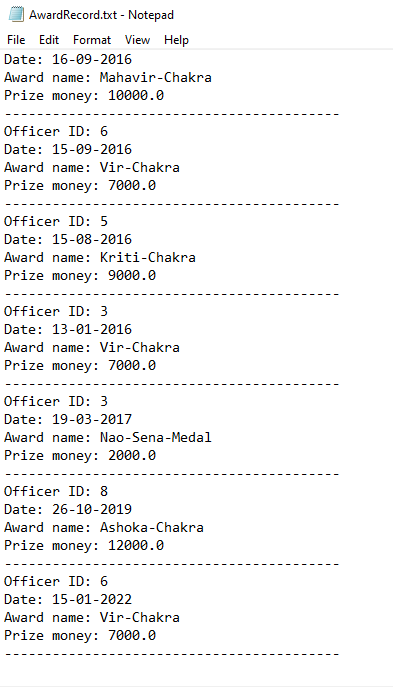 AwardRecord.txt - Notepad
File Edit Format View Help
Date: 16-09-2016
Award name: Mahavir-Chakra
Prize money: 10000.0
------------------------------------------
Officer ID: 6
Date: 15-09-2016
Award name: Vir-Chakra
Prize money: 7000.0
------------------------------------------
Officer ID: 5
Date: 15-08-2016
Award name: Kriti-Chakra
Prize money: 9000.0
------------------------------------------
Officer ID: 3
Date: 13-01-2016
Award name: Vir-Chakra
Prize money: 7000.0
------------------------------------------
Officer ID: 3
Date: 19-03-2017
Award name: Nao-Sena-Medal
Prize money: 2000.0
------------------------------------------
Officer ID: 8
Date: 26-10-2019
Award name: Ashoka-Chakra
Prize money: 12000.0
------------------------------------------
Officer ID: 6
Date: 15-01-2022
Award name: Vir-Chakra
Prize money: 7000.0
------------------------------------------